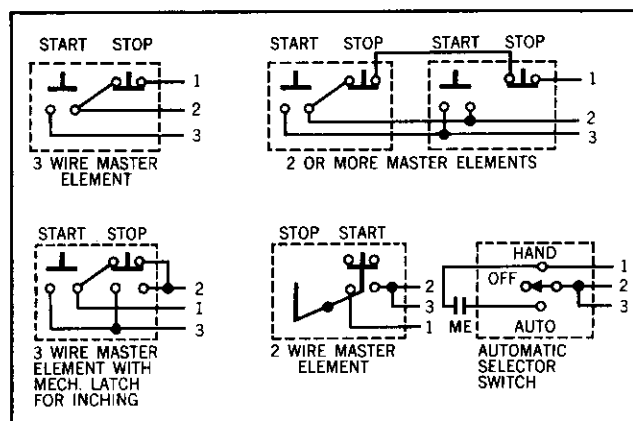 START STOP
1
2
3
3 WIRE MASTER
ELEMENT
START STOP START STOP
1
2
3
2 OR MORE MASTER ELEMENTS
START STOP
2
1
3
3 WIRE MASTER
ELEMENT WITH
MECH. LATCH
FOR INCHING
STOP START
2
3
1
2 WIRE MASTER
ELEMENT
HAND
OFF
AUTO
ME
1
2
3
AUTOMATIC
SELECTOR
SWITCH